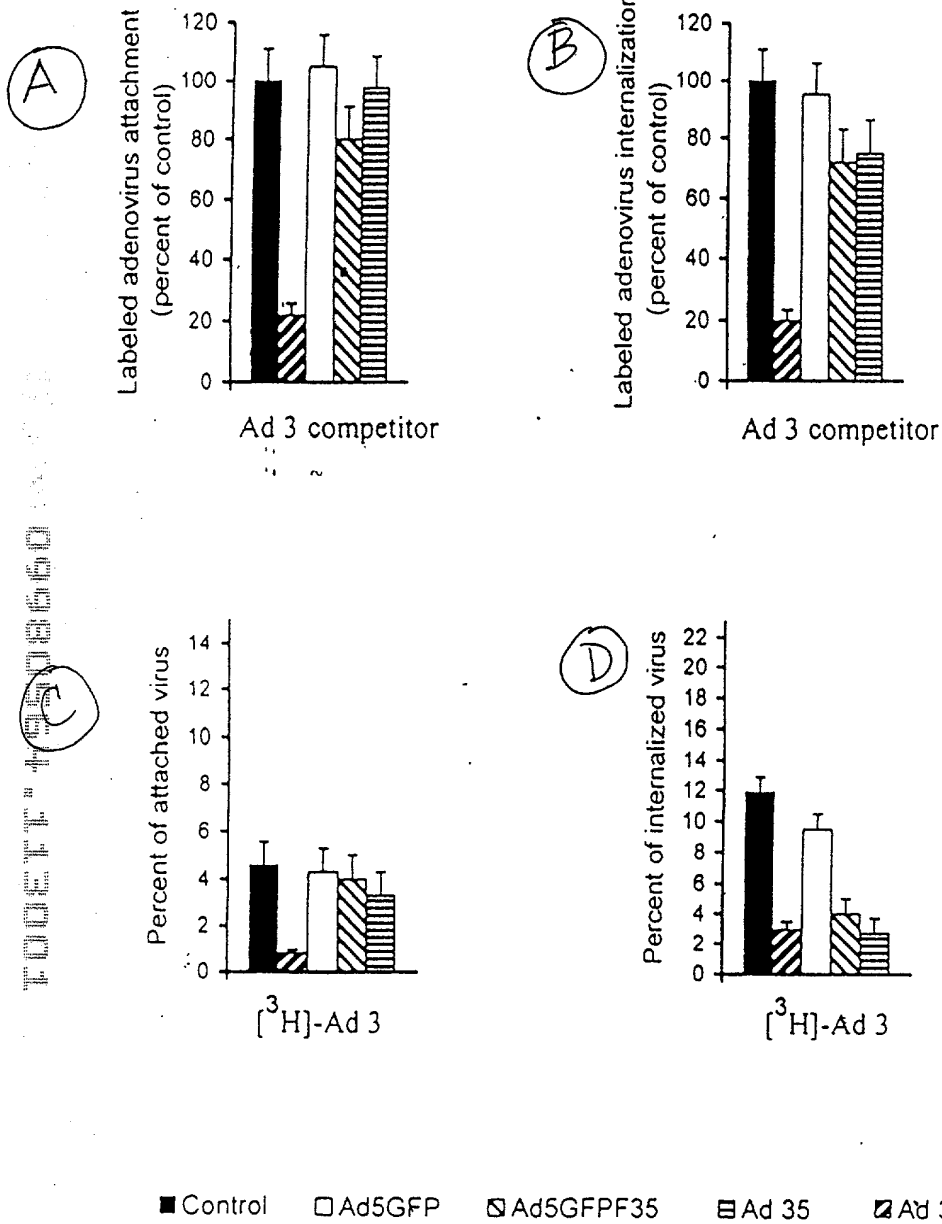 A
Labeled adenovirus attachment
(percent of control)
120
100
80
60
40
20
0
Ad 3 competitor
B
Labeled adenovirus internalization
(percent of control)
120
100
80
60
40
20
0
Ad 3 competitor
C
Percent of attached virus
14
12
10
8
6
4
2
0
[³H]-Ad 3
D
Percent of internalized virus
22
20
18
16
14
12
10
8
6
4
2
0
[³H]-Ad 3
Control Ad5GFP Ad5GFPF35 Ad 35 Ad 3